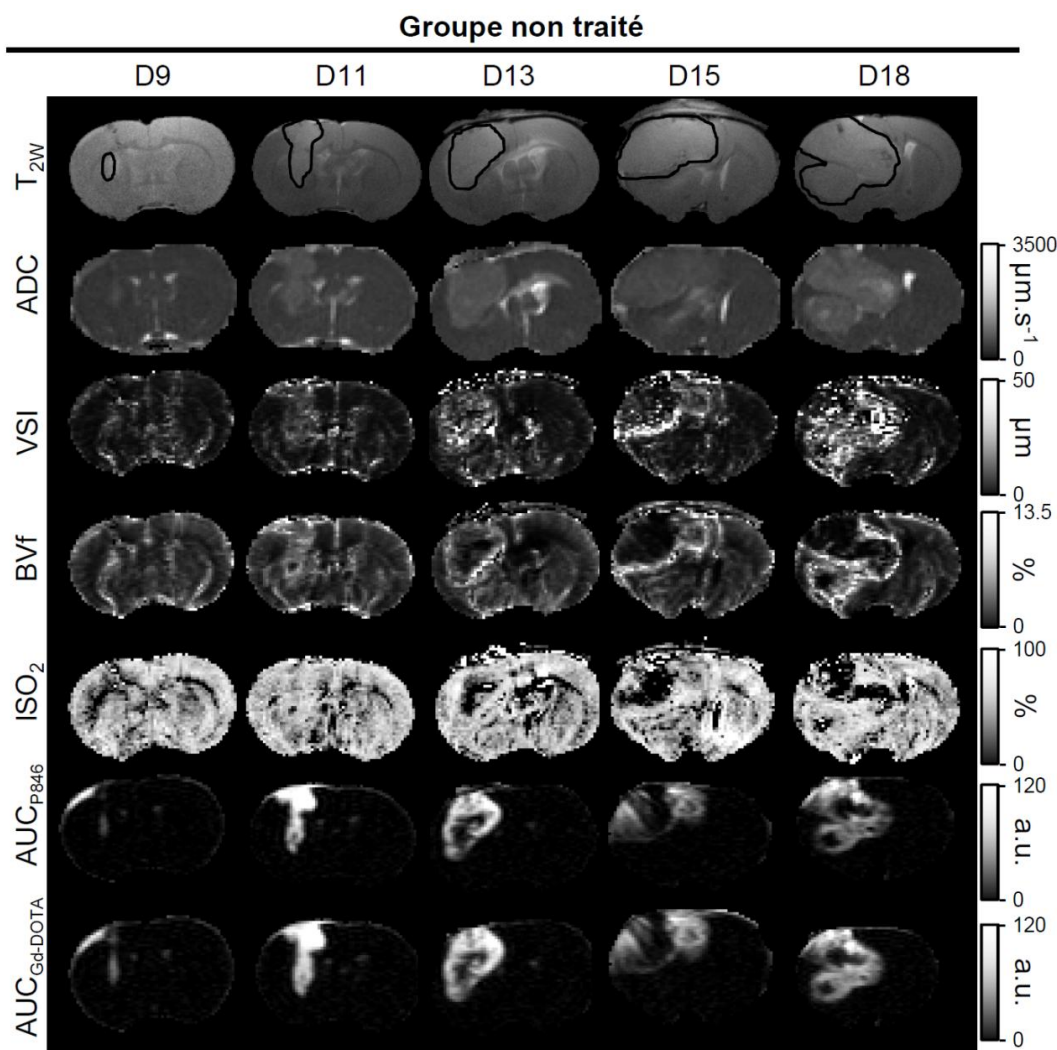 Groupe non traité
D9 D11 D13 D15 D18
T2W
ADC
3500
µm.s-1
0
VSI
50
µm
0
BVf
13.5
%
0
ISO2
100
%
0
AUCP846
120
a.u.
0
AUCGd-DOTA
120
a.u.
0